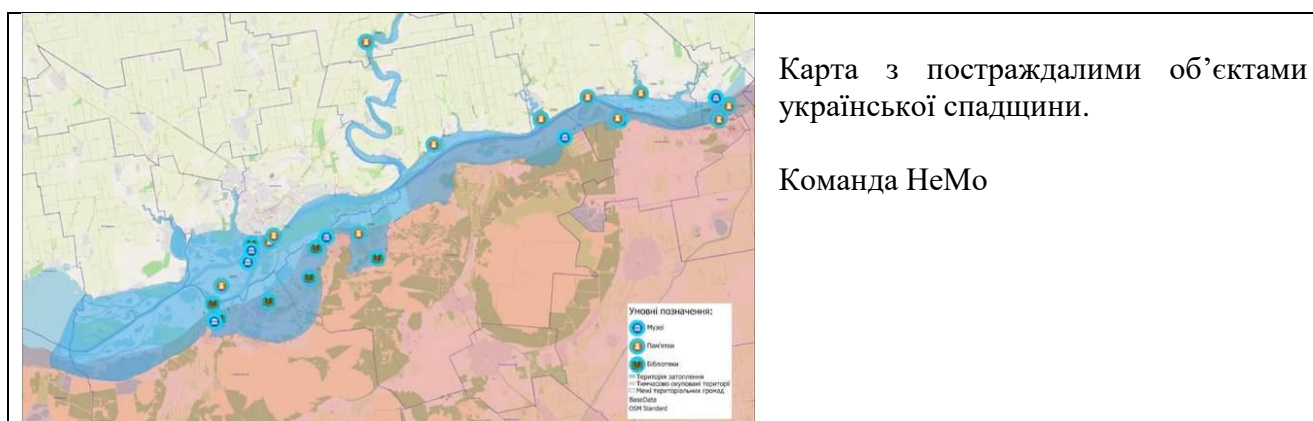 Карта з постраждалими об’єктами
української спадщини.
Команда НеМо
Умовні позначення:
Музеї
Пам'ятки
Бібліотеки
Територія затоплення
Тимчасово окуповані території
Межі територіальних громад
BaseData
OSM Standard